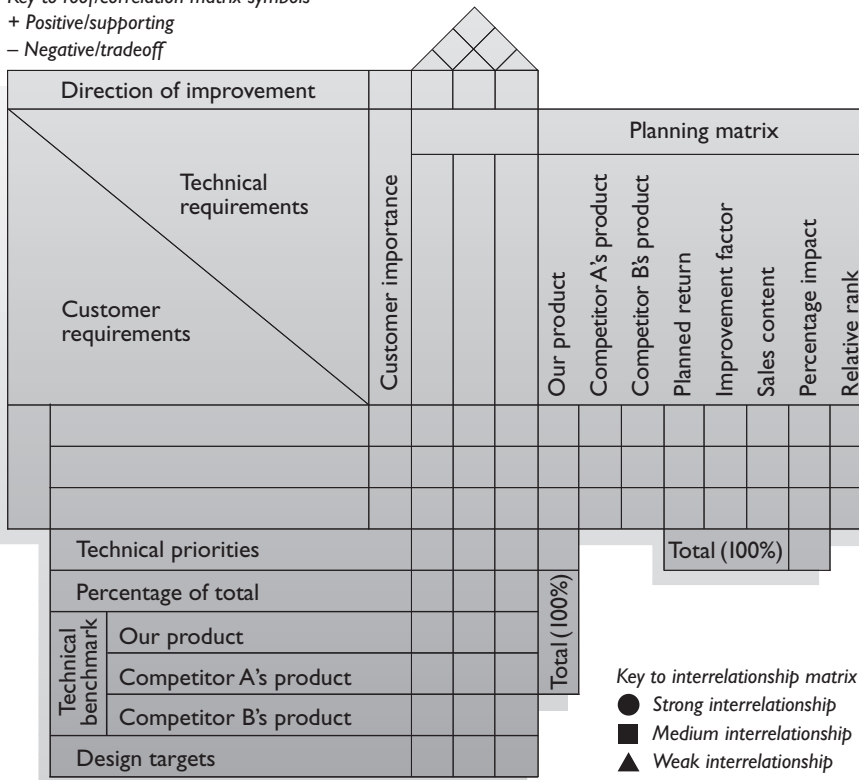 + Positive/supporting
– Negative/tradeoff
Direction of improvement
Technical
requirements
Customer
requirements
Customer importance
Planning matrix
Our product
Competitor A's product
Competitor B's product
Planned return
Improvement factor
Sales content
Percentage impact
Relative rank
Technical priorities
Total (100%)
Percentage of total
Total (100%)
Technical
benchmark
Our product
Competitor A's product
Competitor B's product
Design targets
Key to interrelationship matrix
Strong interrelationship
Medium interrelationship
Weak interrelationship